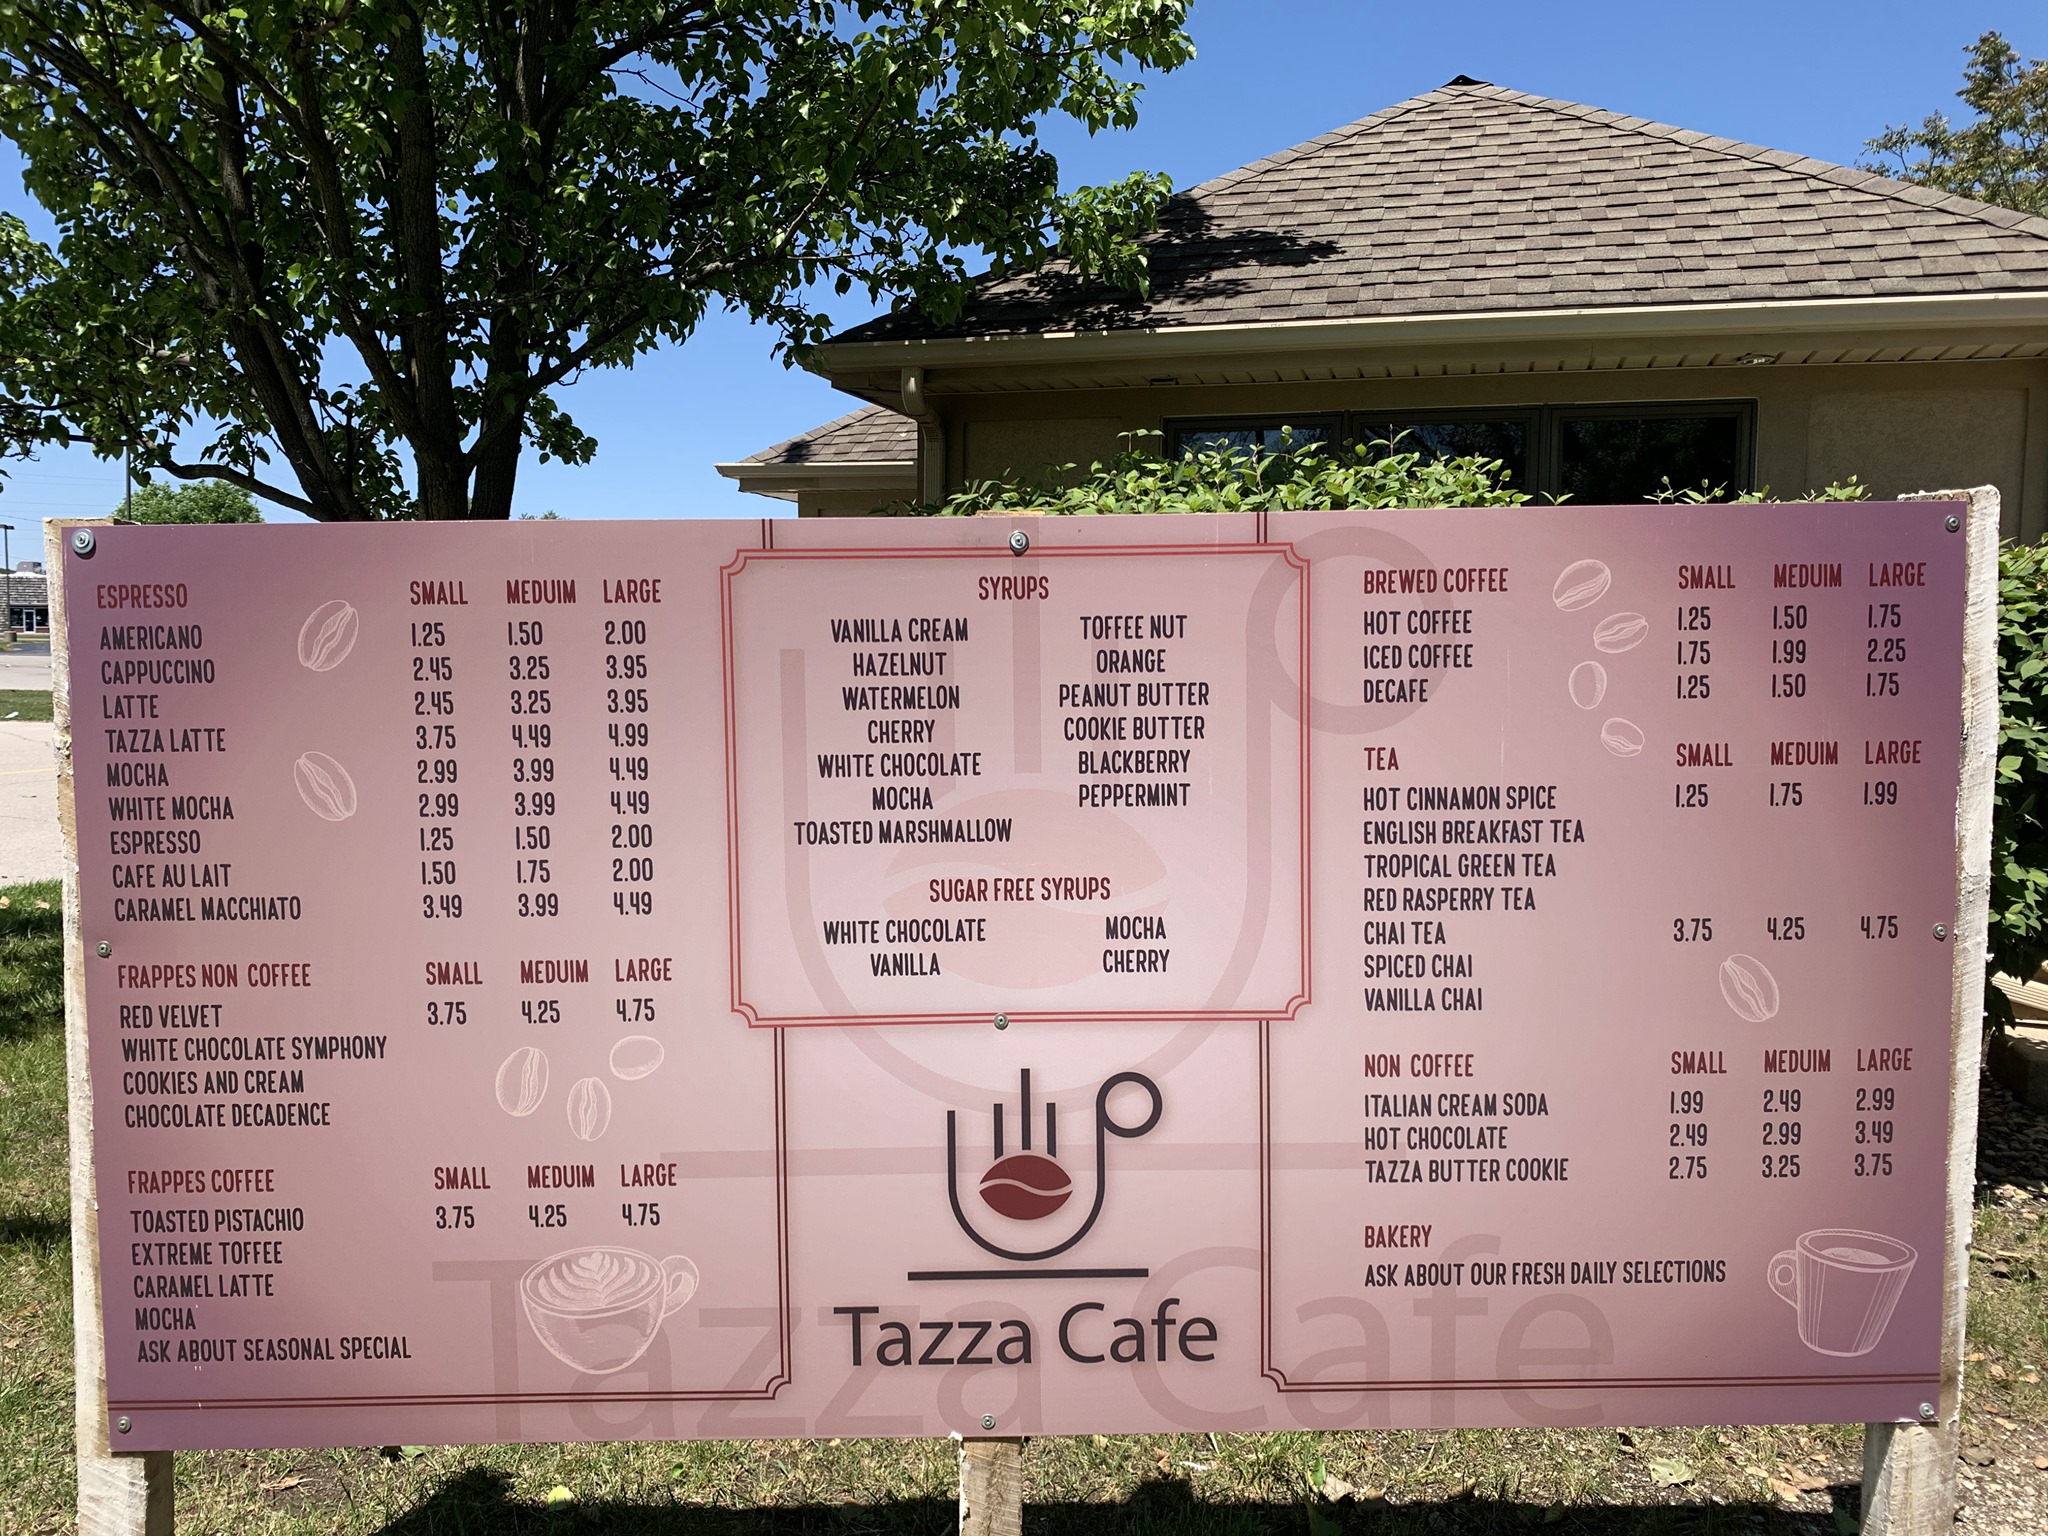 ESPRESSO SMALL MEDUIM LARGE
AMERICANO 1.25 1.50 2.00
CAPPUCCINO 2.45 3.25 3.95
LATTE 2.45 3.25 3.95
TAZZA LATTE 3.75 4.49 4.99
MOCHA 2.99 3.99 4.49
WHITE MOCHA 2.99 3.99 4.49
ESPRESSO 1.25 1.50 2.00
CAFE AU LAIT 1.50 1.75 2.00
CARAMEL MACCHIATO 3.49 3.99 4.49
FRAPPES NON COFFEE SMALL MEDUIM LARGE
RED VELVET 3.75 4.25 4.75
WHITE CHOCOLATE SYMPHONY
COOKIES AND CREAM
CHOCOLATE DECADENCE
FRAPPES COFFEE SMALL MEDUIM LARGE
TOASTED PISTACHIO 3.75 4.25 4.75
EXTREME TOFFEE
CARAMEL LATTE
MOCHA
ASK ABOUT SEASONAL SPECIAL
SYRUPS
VANILLA CREAM TOFFEE NUT
HAZELNUT ORANGE
WATERMELON PEANUT BUTTER
CHERRY COOKIE BUTTER
WHITE CHOCOLATE BLACKBERRY
MOCHA PEPPERMINT
TOASTED MARSHMALLOW
SUGAR FREE SYRUPS
WHITE CHOCOLATE MOCHA
VANILLA CHERRY
Tazza Cafe
Tazza Cafe
BREWED COFFEE SMALL MEDUIM LARGE
HOT COFFEE 1.25 1.50 1.75
ICED COFFEE 1.75 1.99 2.25
DECAFE 1.25 1.50 1.75
TEA SMALL MEDUIM LARGE
HOT CINNAMON SPICE 1.25 1.75 1.99
ENGLISH BREAKFAST TEA
TROPICAL GREEN TEA
RED RASPERRY TEA
CHAI TEA 3.75 4.25 4.75
SPICED CHAI
VANILLA CHAI
NON COFFEE SMALL MEDUIM LARGE
ITALIAN CREAM SODA 1.99 2.49 2.99
HOT CHOCOLATE 2.49 2.99 3.49
TAZZA BUTTER COOKIE 2.75 3.25 3.75
BAKERY
ASK ABOUT OUR FRESH DAILY SELECTIONS